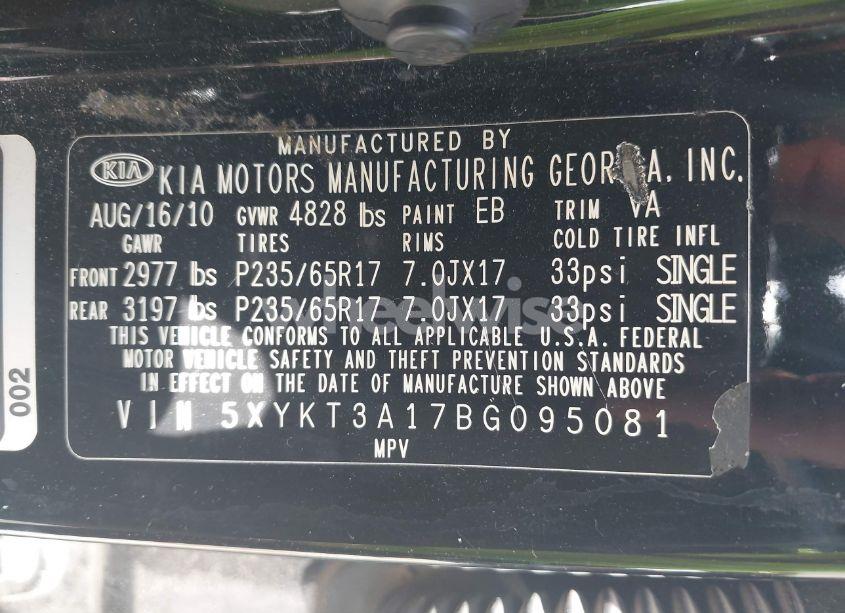 MANUFACTURED BY
KIA KIA MOTORS MANUFACTURING GEORGIA, INC.
AUG/16/10 GVWR 4828 lbs PAINT EB TRIM VA
GAWR TIRES RIMS COLD TIRE INFL
FRONT 2977 lbs P235/65R17 7.0JX17 33psi SINGLE
REAR 3197 lbs P235/65R17 7.0JX17 33psi SINGLE
THIS VEHICLE CONFORMS TO ALL APPLICABLE U.S.A. FEDERAL
MOTOR VEHICLE SAFETY AND THEFT PREVENTION STANDARDS
IN EFFECT ON THE DATE OF MANUFACTURE SHOWN ABOVE
VIN 5XYKT3A17BG095081
MPV
002